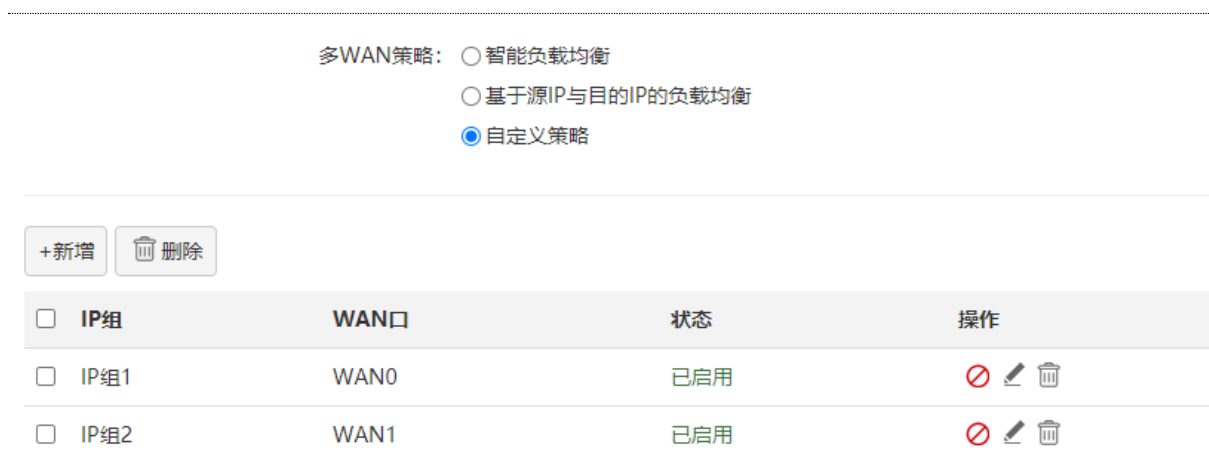 多WAN策略： 智能负载均衡
基于源IP与目的IP的负载均衡
自定义策略
+新增 删除
IP组 WAN口 状态 操作
IP组1 WAN0 已启用
IP组2 WAN1 已启用